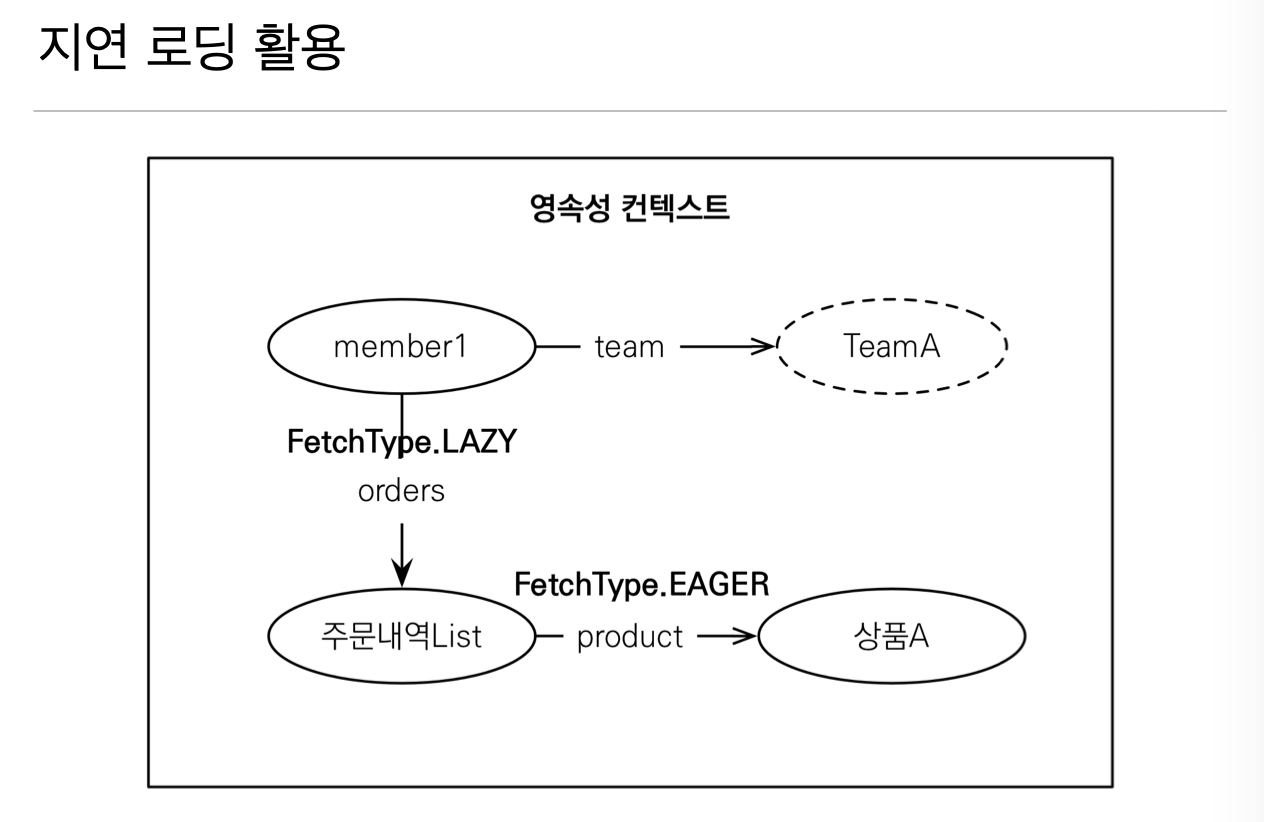 지연 로딩 활용
영속성 컨텍스트
member1
team
TeamA
FetchType.LAZY
orders
FetchType.EAGER
주문내역List
product
상품A